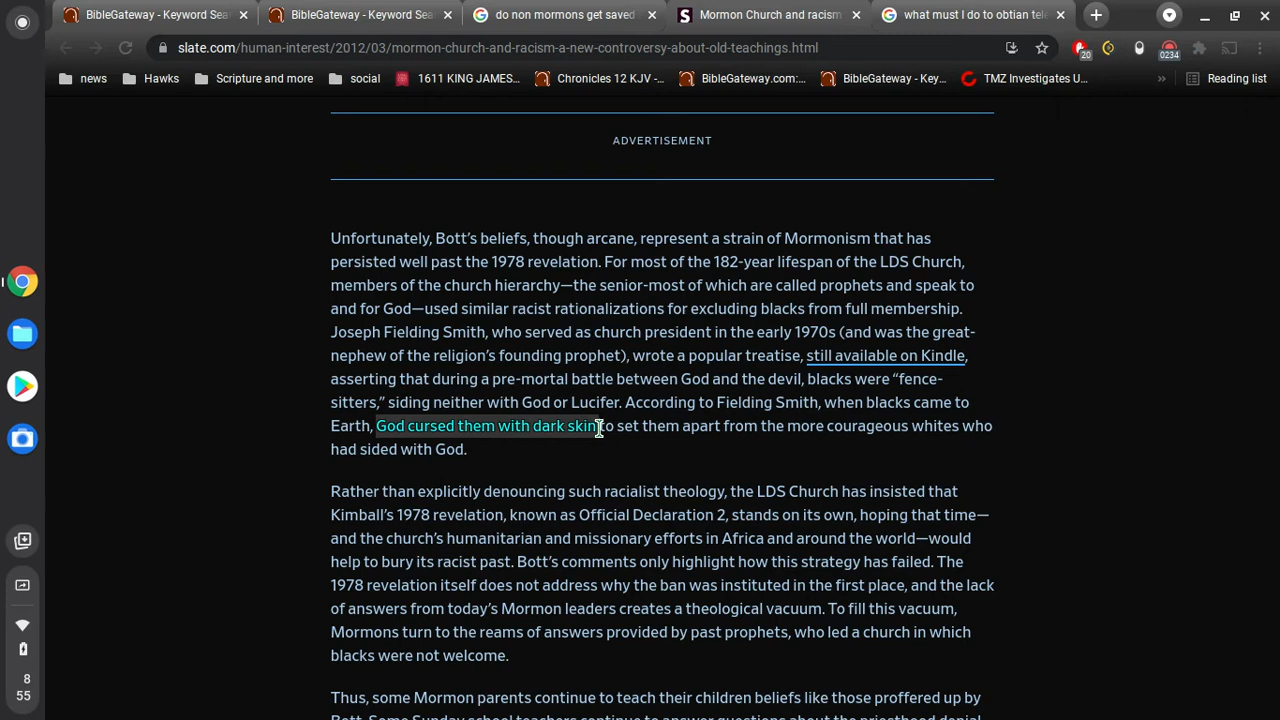 BibleGateway - Keyword Sea
BibleGateway - Keyword Sea
do non mormons get saved
Mormon Church and racism
what must I do to obtian tele
slate.com/human-interest/2012/03/mormon-church-and-racism-a-new-controversy-about-old-teachings.html
20
0234
news
Hawks
Scripture and more
social
1611 KING JAMES...
Chronicles 12 KJV -...
BibleGateway.com:...
BibleGateway - Key...
TMZ Investigates U...
»
Reading list
ADVERTISEMENT
Unfortunately, Bott’s beliefs, though arcane, represent a strain of Mormonism that has
persisted well past the 1978 revelation. For most of the 182-year lifespan of the LDS Church,
members of the church hierarchy—the senior-most of which are called prophets and speak to
and for God—used similar racist rationalizations for excluding blacks from full membership.
Joseph Fielding Smith, who served as church president in the early 1970s (and was the great-
nephew of the religion’s founding prophet), wrote a popular treatise, still available on Kindle,
asserting that during a pre-mortal battle between God and the devil, blacks were “fence-
sitters,” siding neither with God or Lucifer. According to Fielding Smith, when blacks came to
Earth, God cursed them with dark skin to set them apart from the more courageous whites who
had sided with God.
Rather than explicitly denouncing such racialist theology, the LDS Church has insisted that
Kimball’s 1978 revelation, known as Official Declaration 2, stands on its own, hoping that time—
and the church’s humanitarian and missionary efforts in Africa and around the world—would
help to bury its racist past. Bott’s comments only highlight how this strategy has failed. The
1978 revelation itself does not address why the ban was instituted in the first place, and the lack
of answers from today’s Mormon leaders creates a theological vacuum. To fill this vacuum,
Mormons turn to the reams of answers provided by past prophets, who led a church in which
blacks were not welcome.
Thus, some Mormon parents continue to teach their children beliefs like those proffered up by
Bott. Some Sunday school teachers continue to answer questions about the priesthood denial
8
55